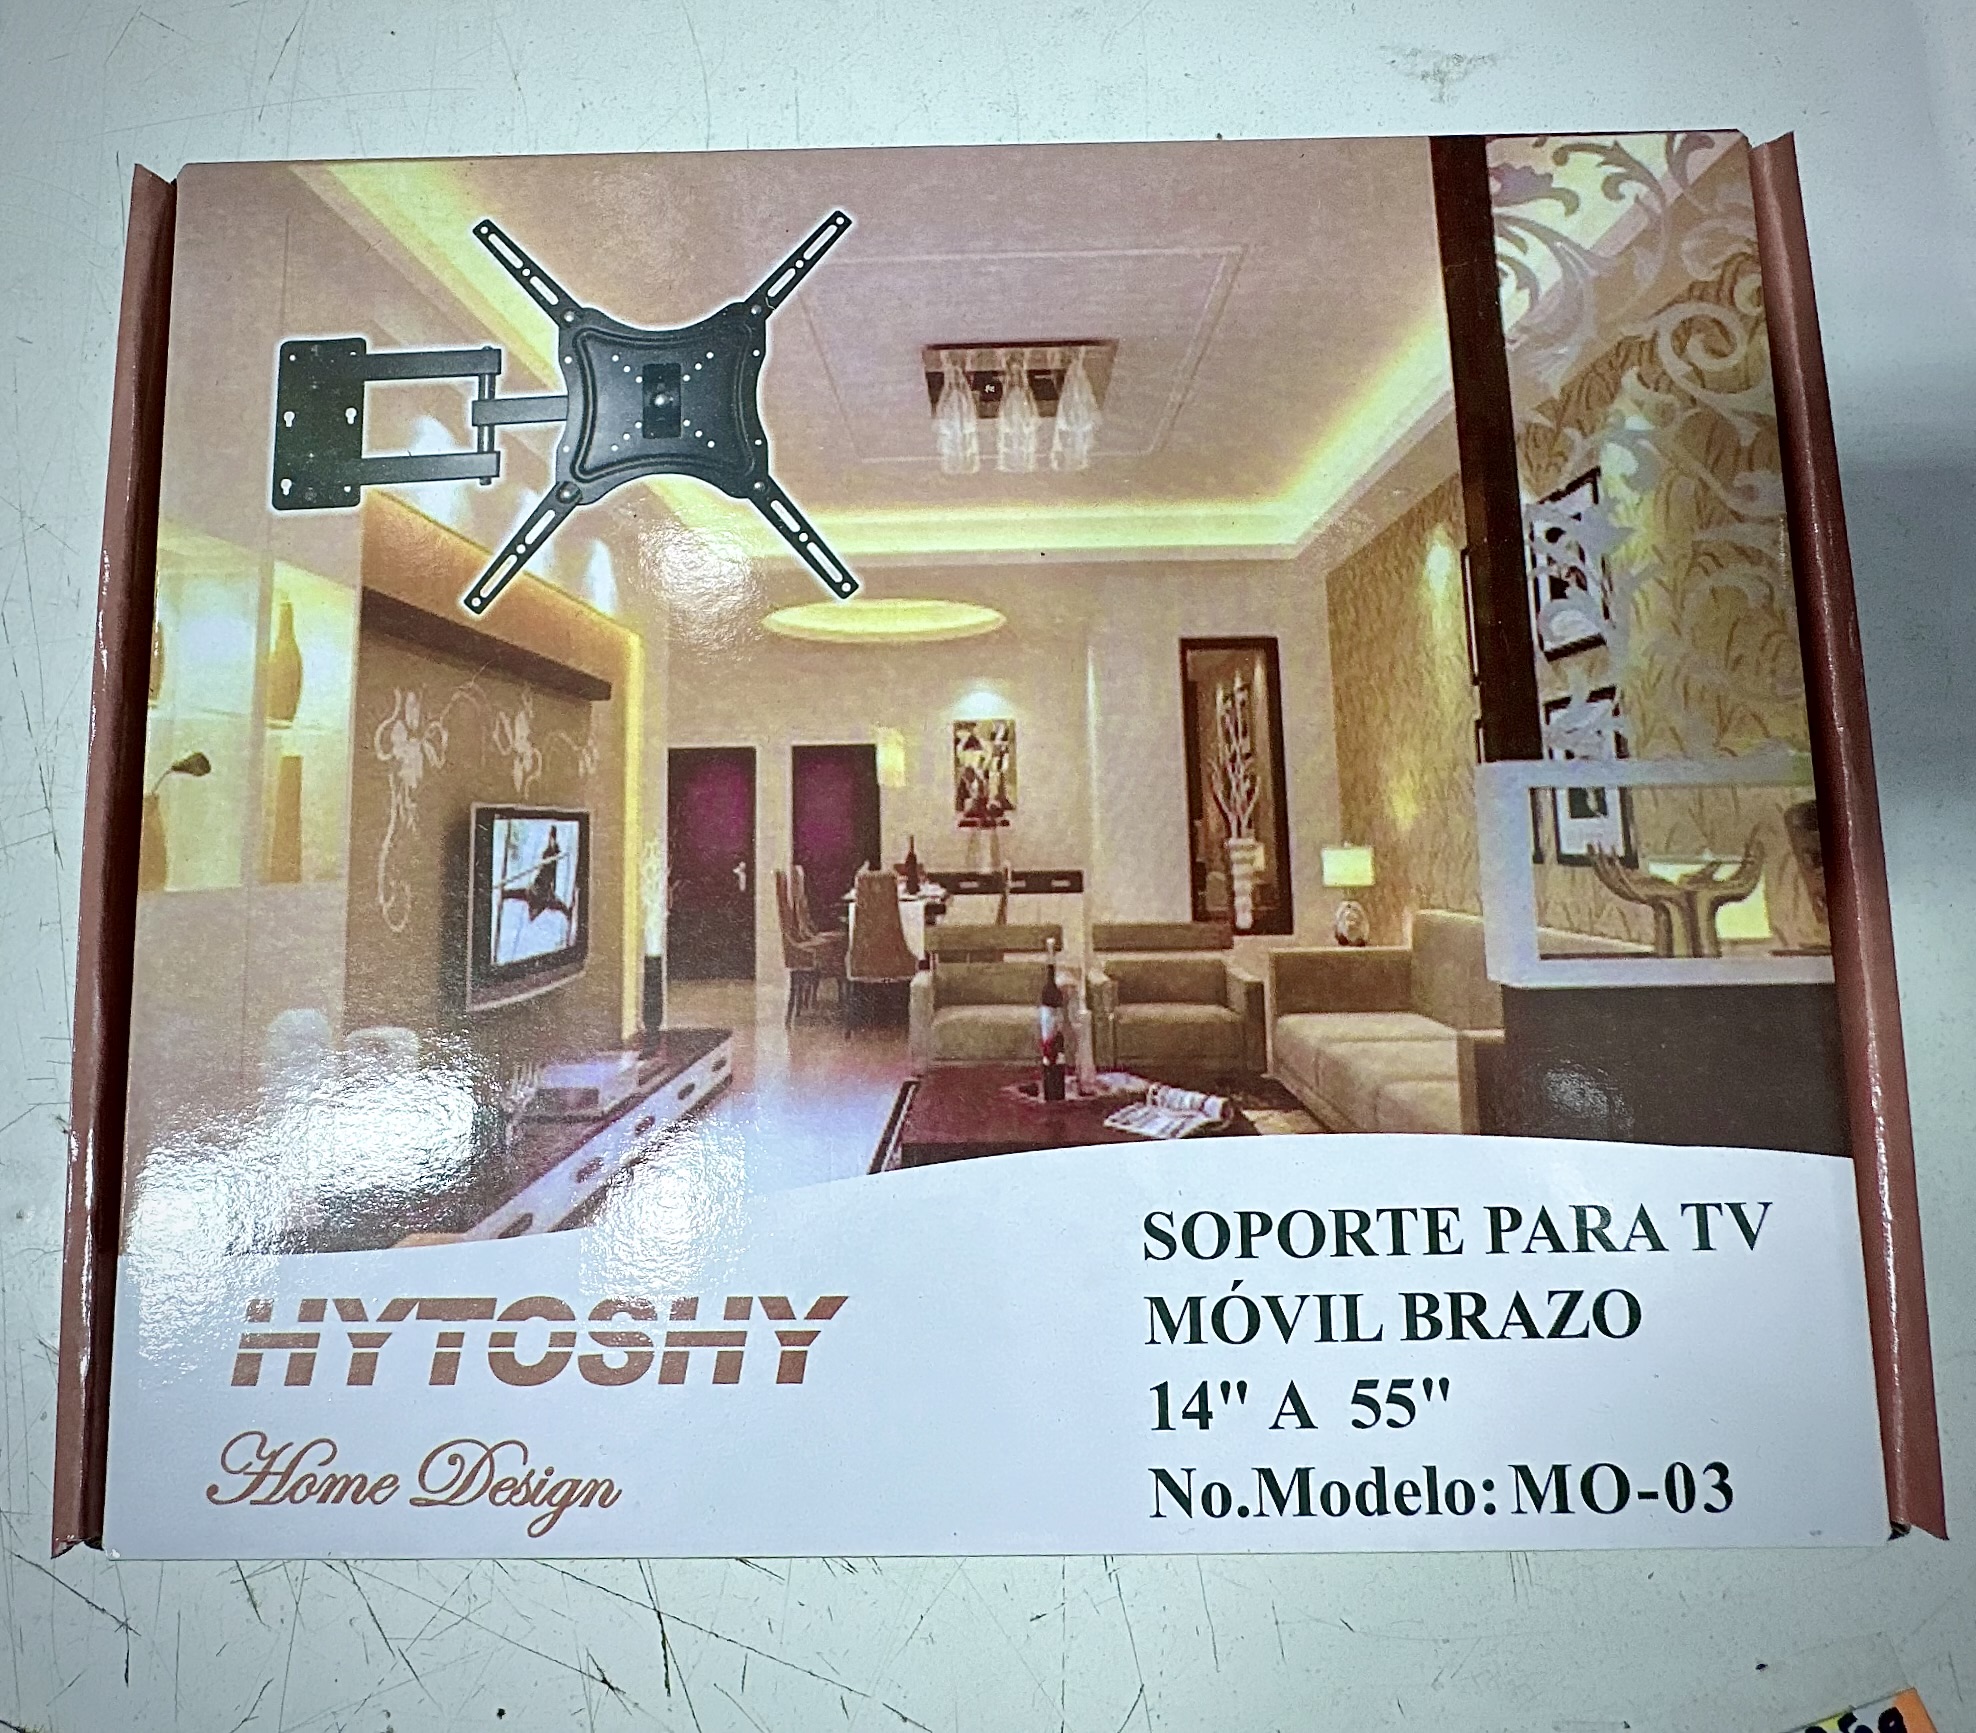 HYTOSHY
Home Design
SOPORTE PARA TV
MÓVIL BRAZO
14" A 55"
No.Modelo: MO-03